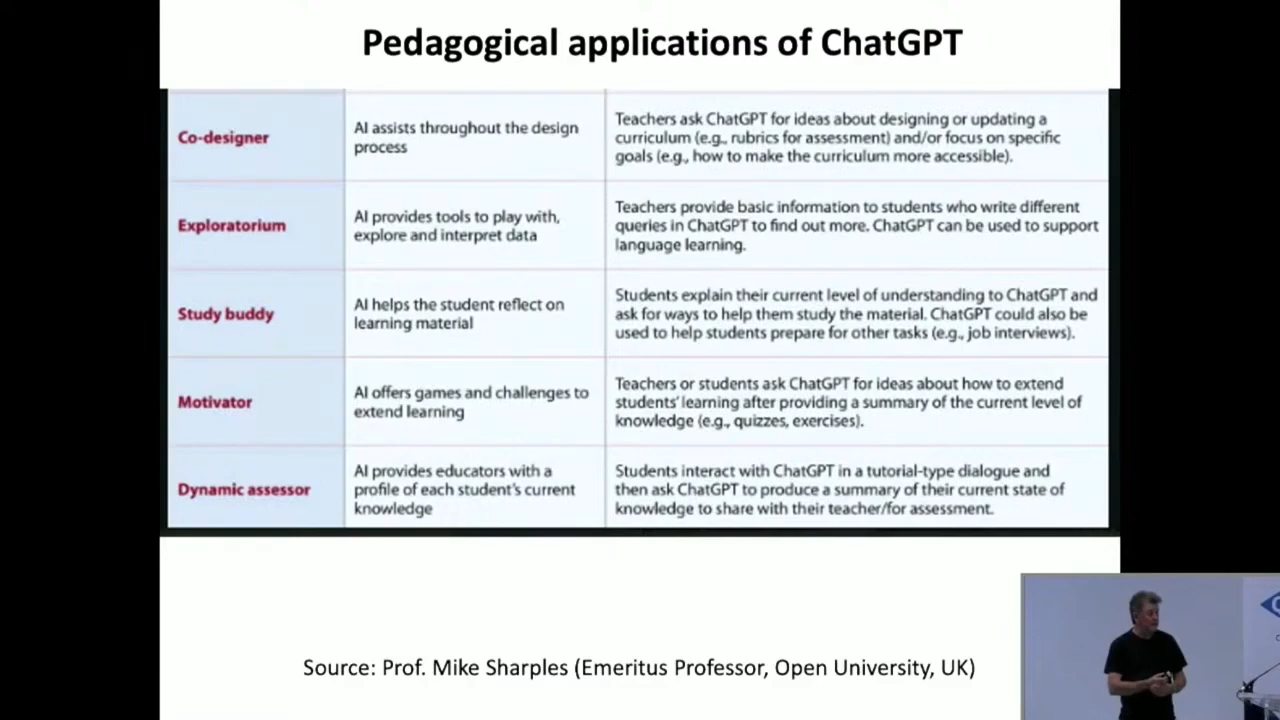 Pedagogical applications of ChatGPT
Co-designer
AI assists throughout the design
process
Teachers ask ChatGPT for ideas about designing or updating a
curriculum (e.g., rubrics for assessment) and/or focus on specific
goals (e.g., how to make the curriculum more accessible).
Exploratorium
AI provides tools to play with,
explore and interpret data
Teachers provide basic information to students who write different
queries in ChatGPT to find out more. ChatGPT can be used to support
language learning.
Study buddy
AI helps the student reflect on
learning material
Students explain their current level of understanding to ChatGPT and
ask for ways to help them study the material. ChatGPT could also be
used to help students prepare for other tasks (e.g., job interviews).
Motivator
AI offers games and challenges to
extend learning
Teachers or students ask ChatGPT for ideas about how to extend
students' learning after providing a summary of the current level of
knowledge (e.g., quizzes, exercises).
Dynamic assessor
AI provides educators with a
profile of each student's current
knowledge
Students interact with ChatGPT in a tutorial-type dialogue and
then ask ChatGPT to produce a summary of their current state of
knowledge to share with their teacher/for assessment.
Source: Prof. Mike Sharples (Emeritus Professor, Open University, UK)